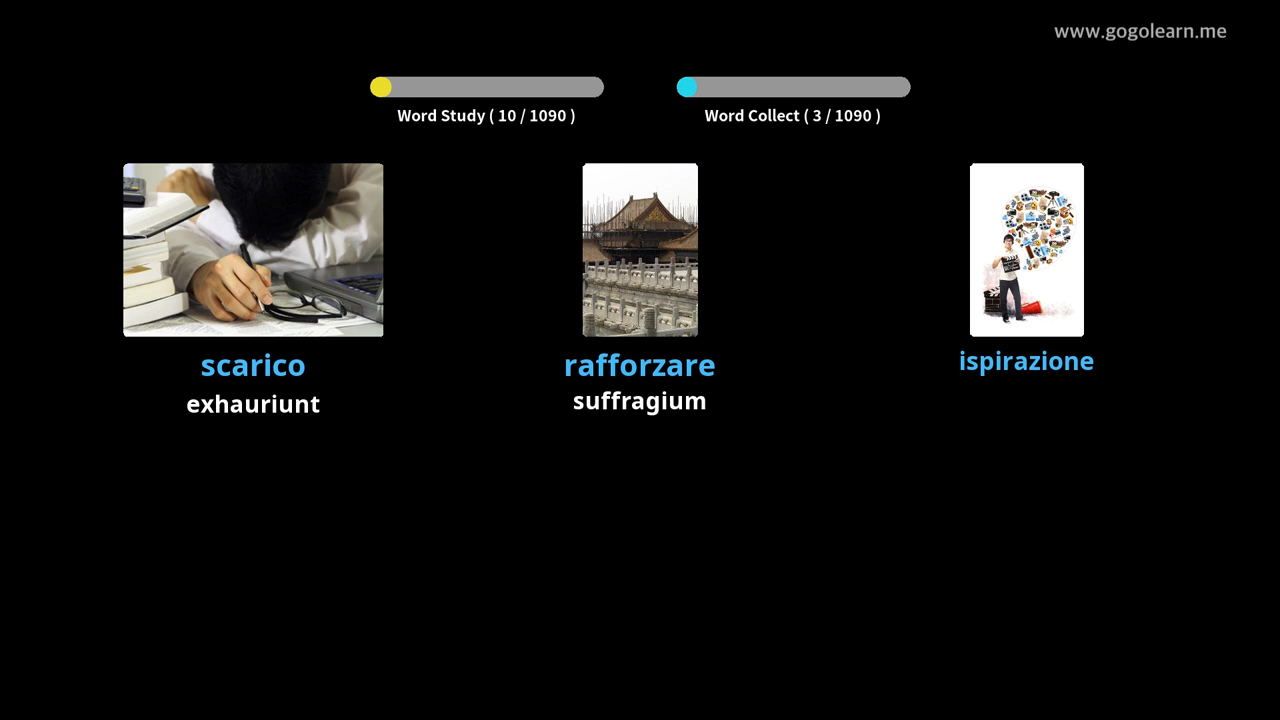 www.gogolearn.me
Word Study ( 10 / 1090 )
Word Collect ( 3 / 1090 )
scarico
exhauriunt
rafforzare
suffragium
ispirazione